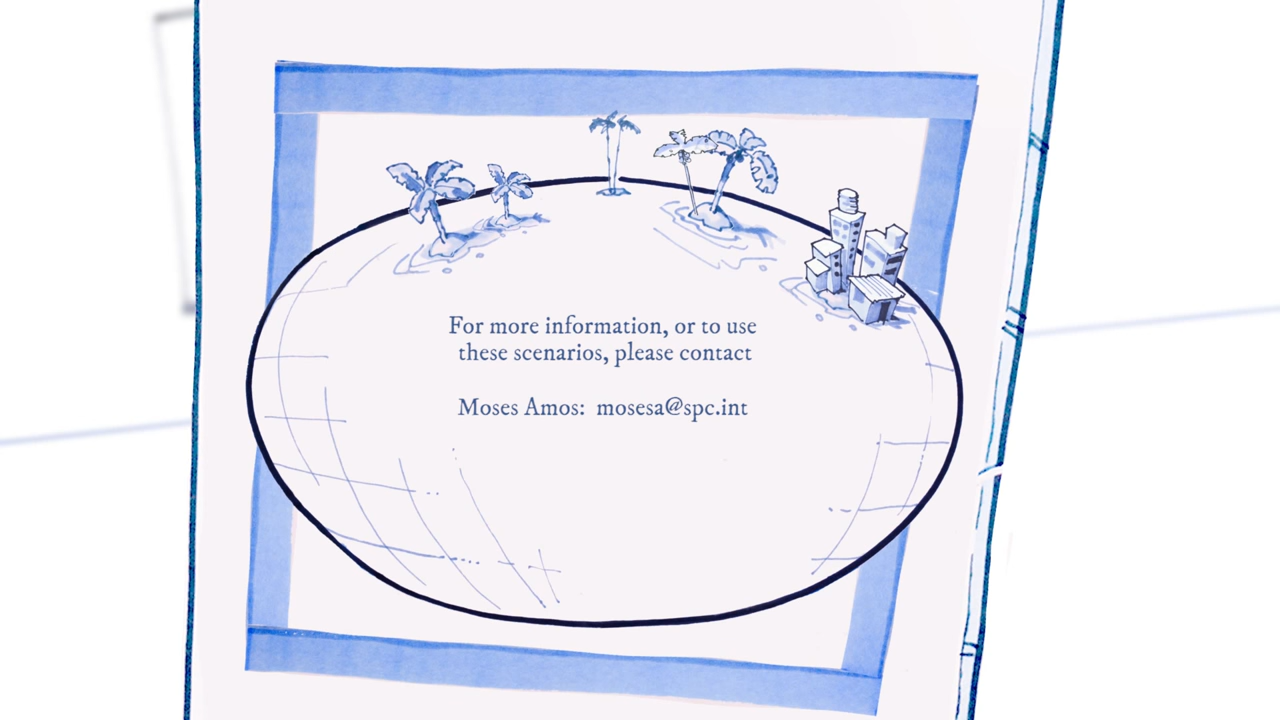 For more information, or to use
these scenarios, please contact
Moses Amos: mosesa@spc.int